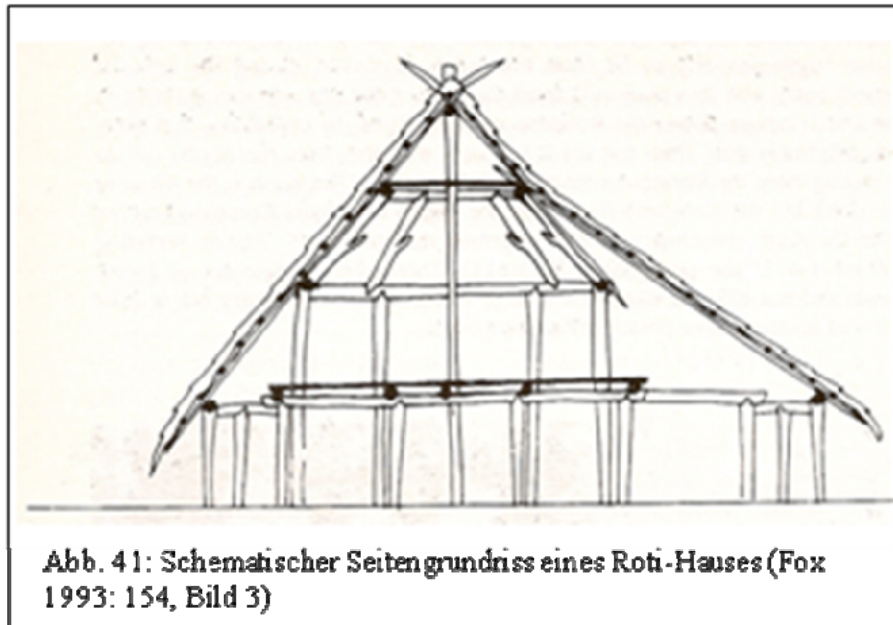 Abb. 41: Schematischer Seitengrundriss eines Roti-Hauses (Fox
1993: 154, Bild 3)